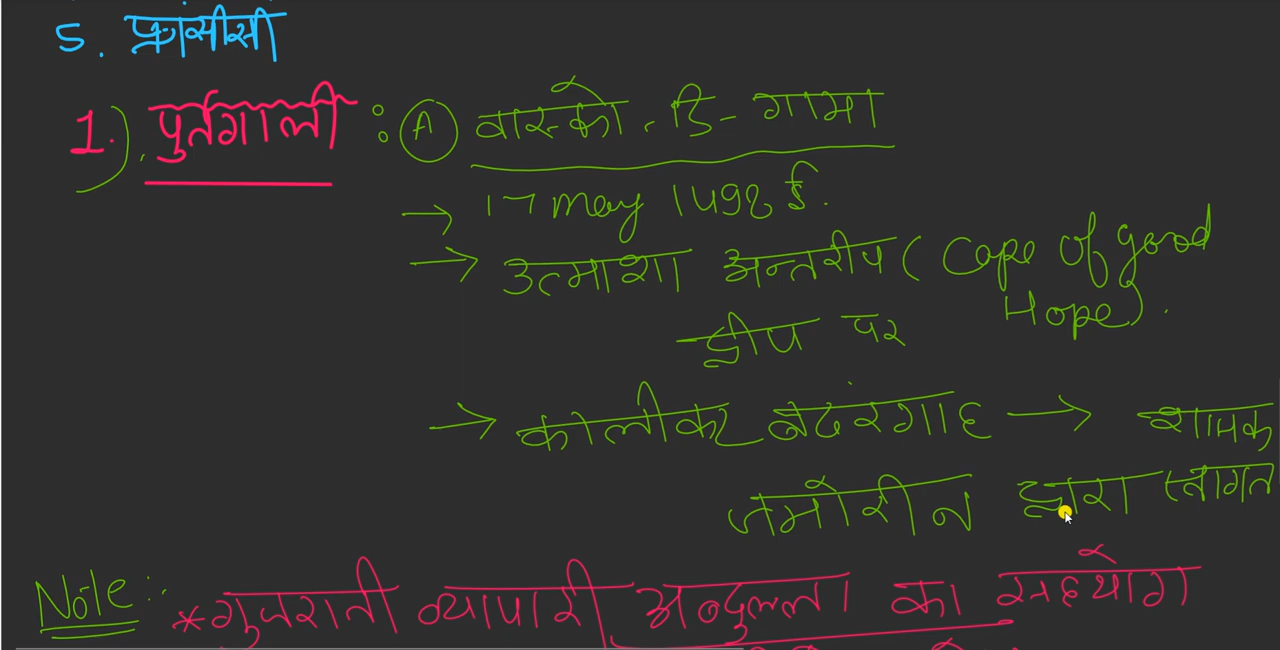 5. फ्रांसीसी
1). पुर्तगाली : A वास्को-डि-गामा
→ 17 may 1498 ई.
→ उत्माशा अन्तरीप (Cape of good Hope).
द्वीप पर
→ कालीकट बंदरगाह → शासक
जमोरीन द्वारा स्वागत
Note:- *गुजराती व्यापारी अब्दुल्ला का सहयोग